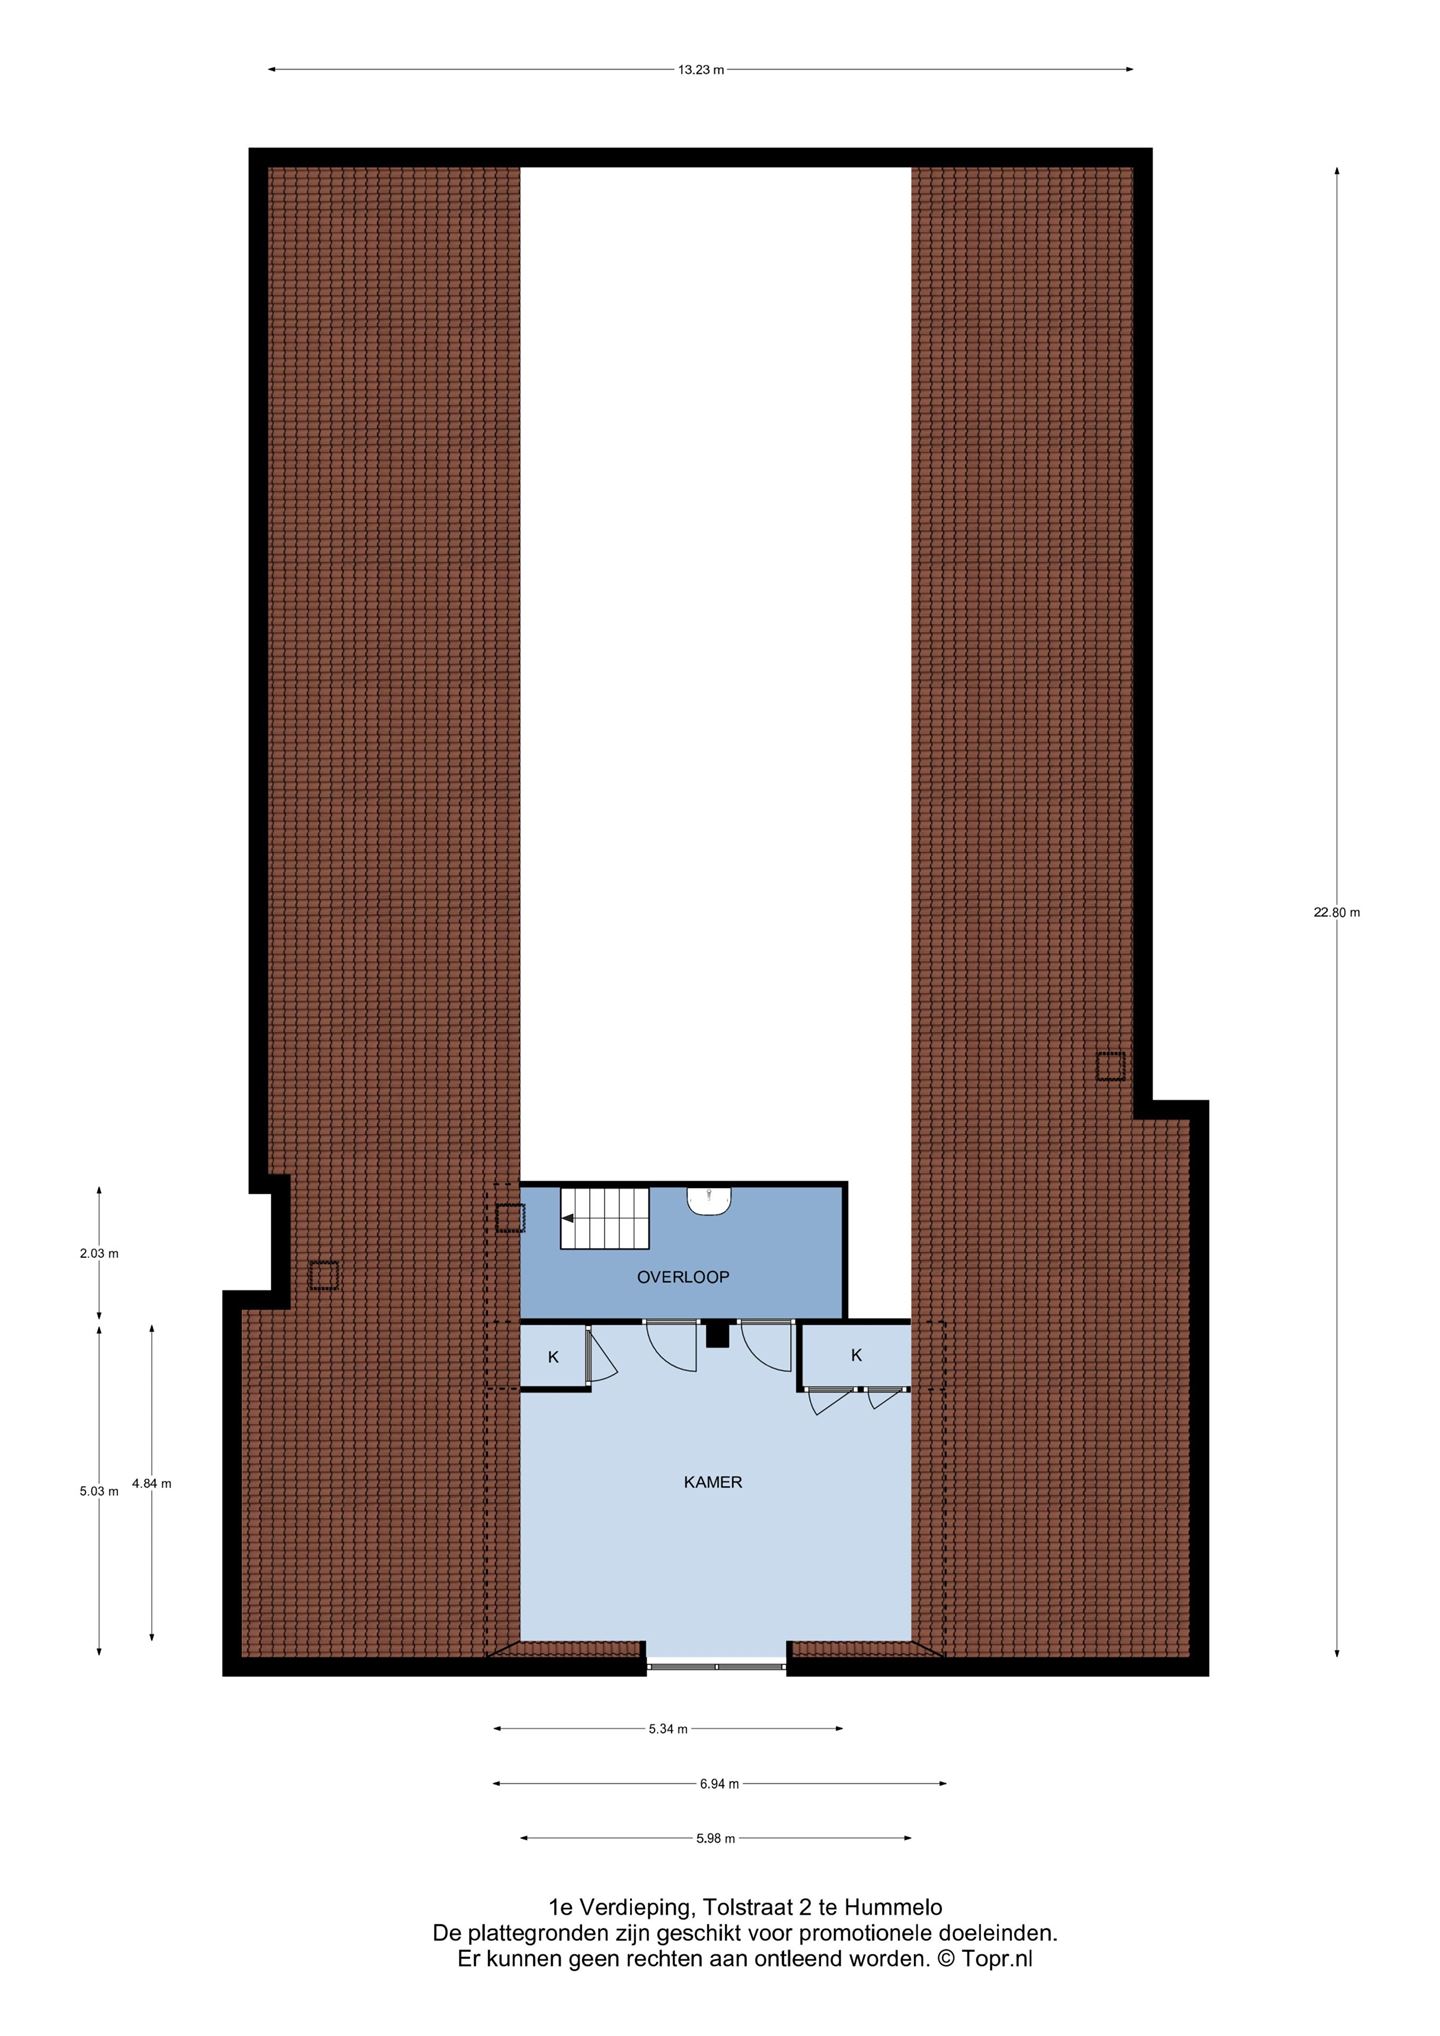 13.23 m
22.80 m
2.03 m
OVERLOOP
K
K
KAMER
4.84 m
5.03 m
5.34 m
6.94 m
5.98 m
1e Verdieping, Tolstraat 2 te Hummelo
De plattegronden zijn geschikt voor promotionele doeleinden.
Er kunnen geen rechten aan ontleend worden. © Topr.nl